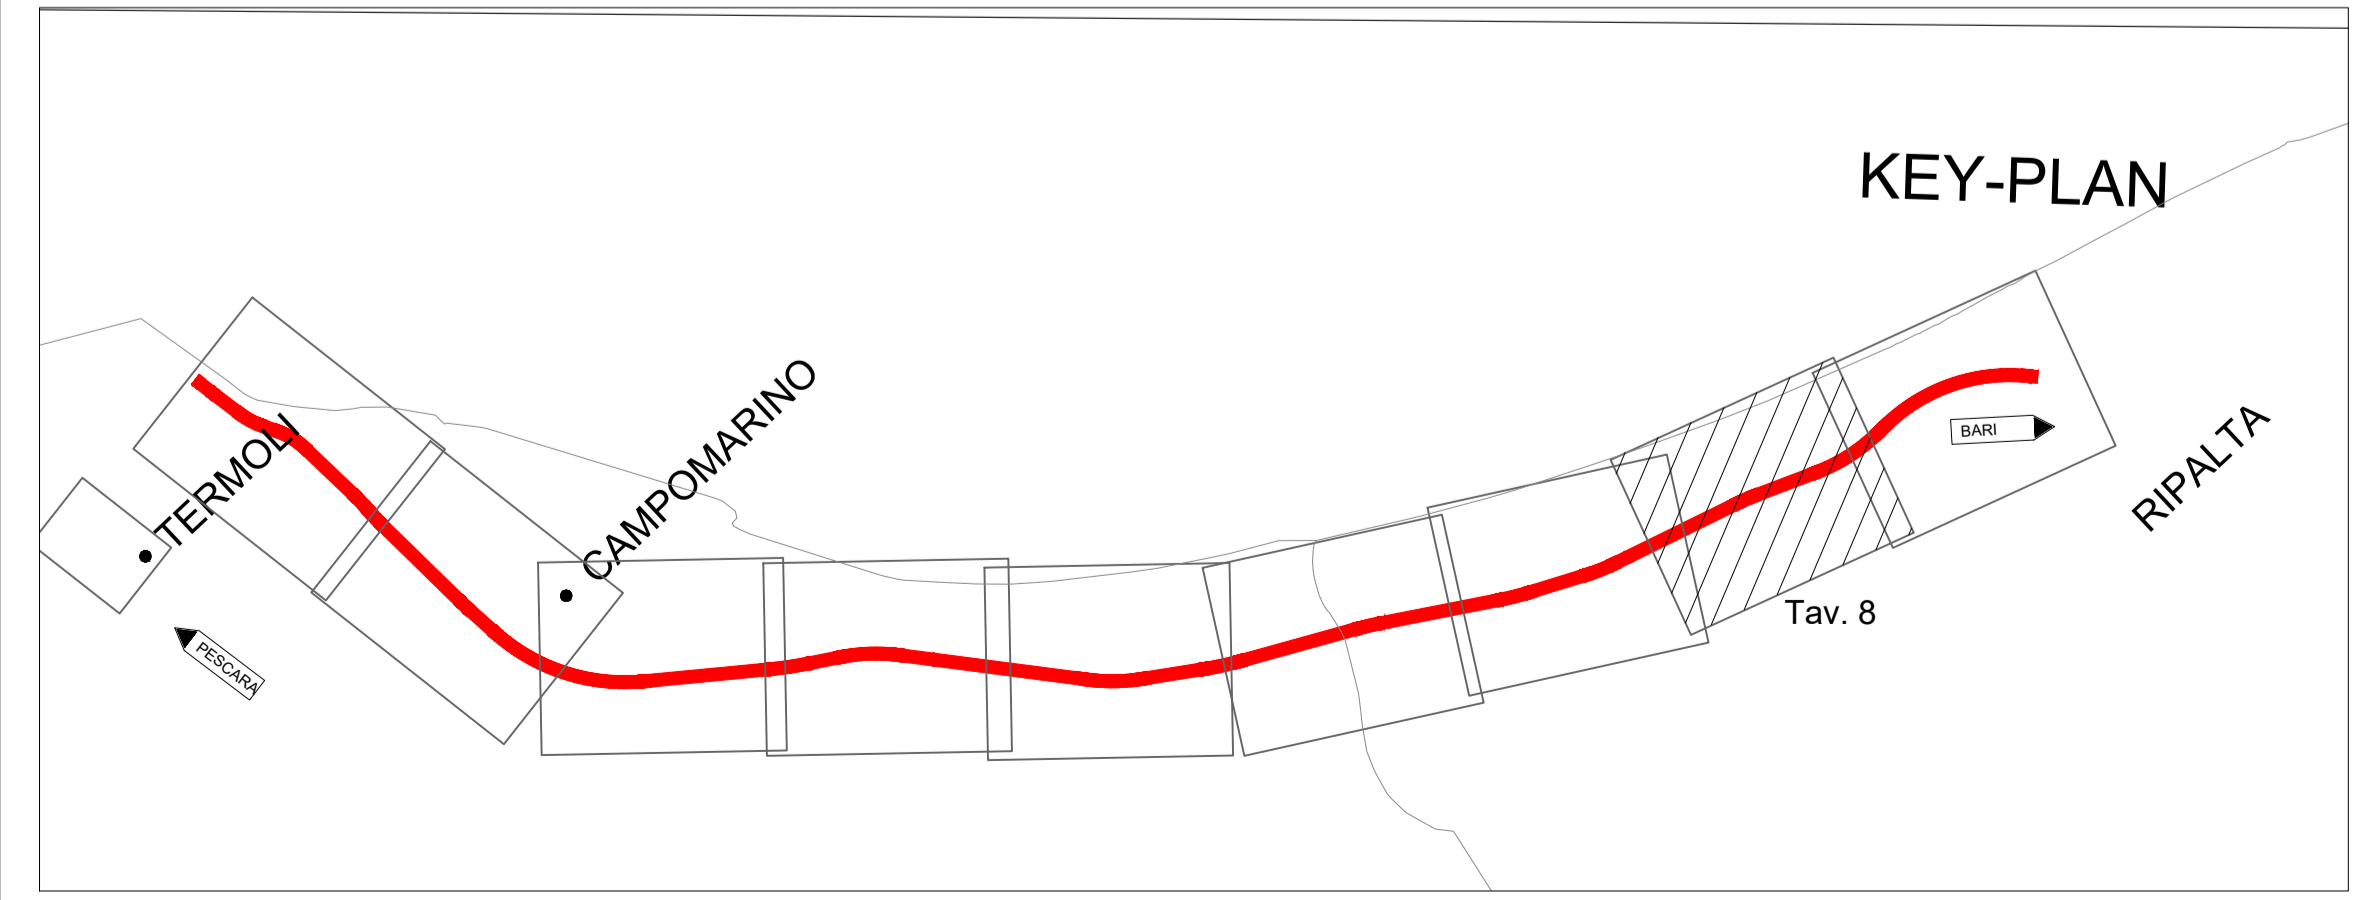 KEY-PLAN
TERMOLI
CAMPOMARINO
BARI
RIPALTA
PESCARA
Tav. 8